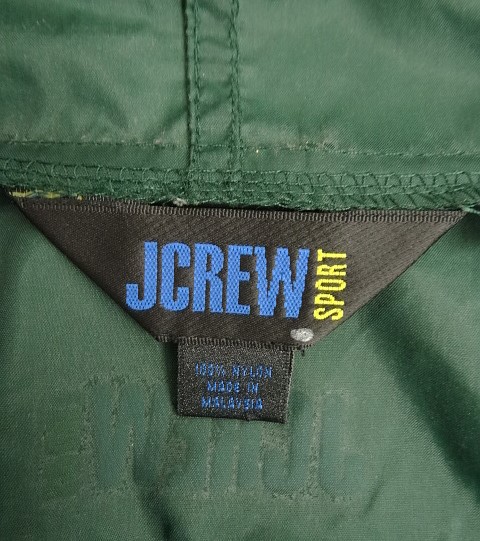 JCREW SPORT
100% NYLON
MADE IN
MALAYSIA